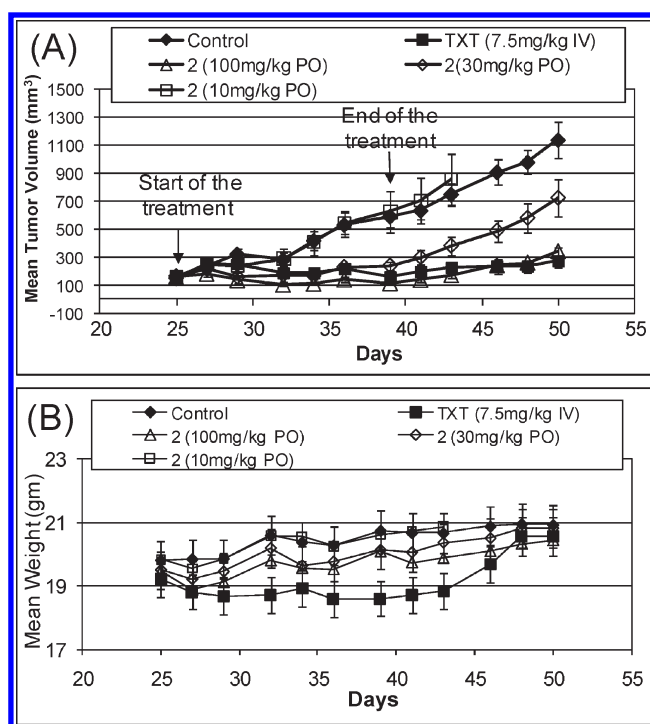 (A)
Control TXT (7.5mg/kg IV)
2 (100mg/kg PO) 2(30mg/kg PO)
2 (10mg/kg PO)
Mean Tumor Volume (mm³)
1500
1300
1100
900
700
500
300
100
-100
Start of the
treatment
End of the
treatment
20 25 30 35 40 45 50 55
Days
(B)
Control TXT (7.5mg/kg IV)
2 (100mg/kg PO) 2 (30mg/kg PO)
2 (10mg/kg PO)
Mean Weight (gm)
23
21
19
17
20 25 30 35 40 45 50 55
Days